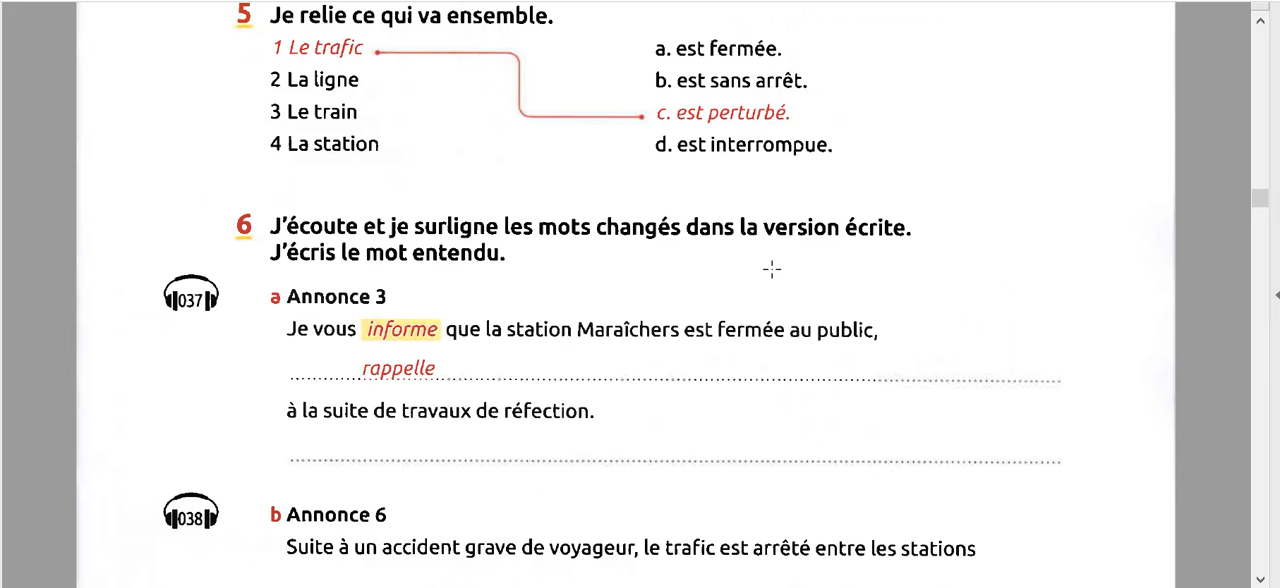 5 Je relie ce qui va ensemble.
1 Le trafic
a. est fermée.
2 La ligne
b. est sans arrêt.
3 Le train
c. est perturbé.
4 La station
d. est interrompue.
6 J'écoute et je surligne les mots changés dans la version écrite.
J'écris le mot entendu.
037
a Annonce 3
Je vous informe que la station Maraîchers est fermée au public,
rappelle
à la suite de travaux de réfection.
038
b Annonce 6
Suite à un accident grave de voyageur, le trafic est arrêté entre les stations